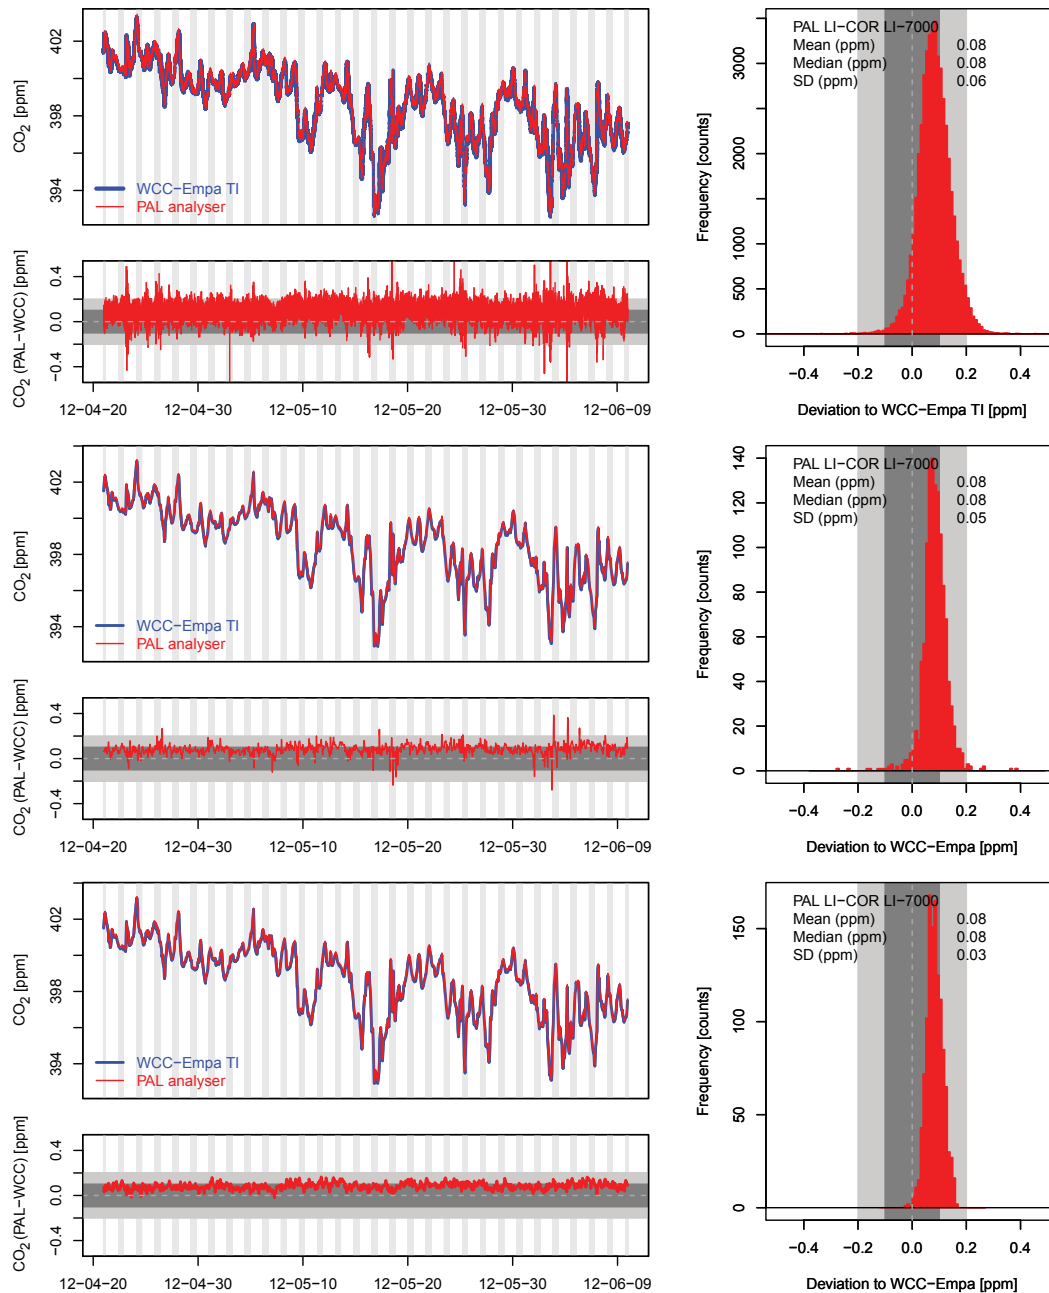 402
398
394
CO2 [ppm]
WCC−Empa TI
PAL analyser
0.4
0.0
−0.4
CO2 (PAL−WCC) [ppm]
12−04−20 12−04−30 12−05−10 12−05−20 12−05−30 12−06−09
PAL LI−COR LI−7000
Mean (ppm) 0.08
Median (ppm) 0.08
SD (ppm) 0.06
3000
2000
1000
500
0
Frequency [counts]
−0.4 −0.2 0.0 0.2 0.4
Deviation to WCC−Empa TI [ppm]
402
398
394
CO2 [ppm]
WCC−Empa TI
PAL analyser
0.4
0.0
−0.4
CO2 (PAL−WCC) [ppm]
12−04−20 12−04−30 12−05−10 12−05−20 12−05−30 12−06−09
PAL LI−COR LI−7000
Mean (ppm) 0.08
Median (ppm) 0.08
SD (ppm) 0.05
140
120
100
80
60
40
20
0
Frequency [counts]
−0.4 −0.2 0.0 0.2 0.4
Deviation to WCC−Empa [ppm]
402
398
394
CO2 [ppm]
WCC−Empa TI
PAL analyser
0.4
0.0
−0.4
CO2 (PAL−WCC) [ppm]
12−04−20 12−04−30 12−05−10 12−05−20 12−05−30 12−06−09
PAL LI−COR LI−7000
Mean (ppm) 0.08
Median (ppm) 0.08
SD (ppm) 0.03
150
100
50
0
Frequency [counts]
−0.4 −0.2 0.0 0.2 0.4
Deviation to WCC−Empa [ppm]